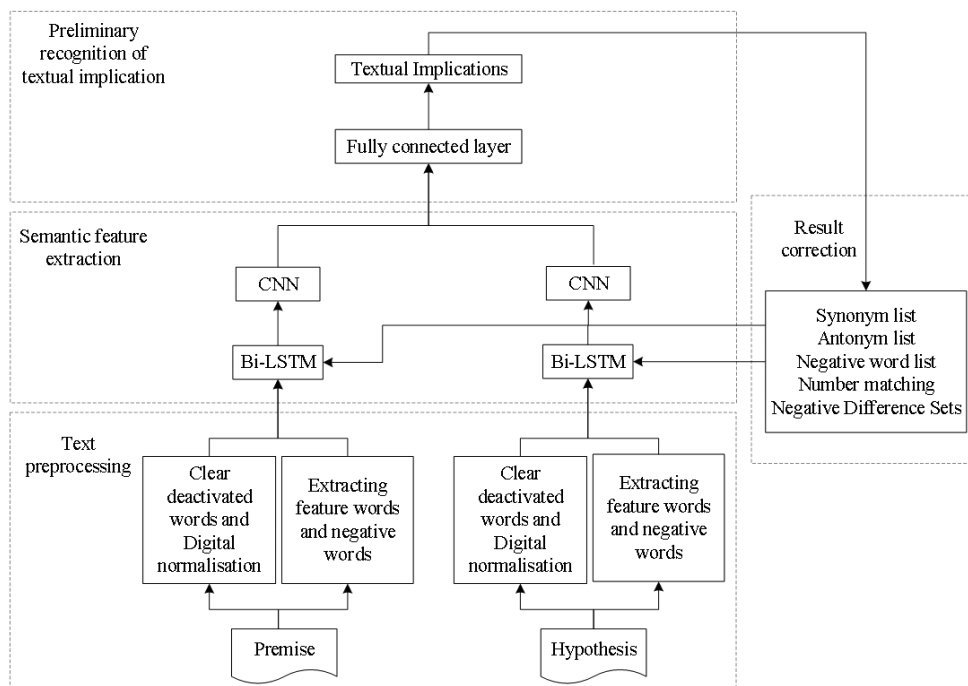 Preliminary
recognition of
textual implication
Textual Implications
Fully connected layer
Semantic feature
extraction
CNN
CNN
Bi-LSTM
Bi-LSTM
Result
correction
Synonym list
Antonym list
Negative word list
Number matching
Negative Difference Sets
Text
preprocessing
Clear
deactivated
words and
Digital
normalisation
Extracting
feature words
and negative
words
Clear
deactivated
words and
Digital
normalisation
Extracting
feature words
and negative
words
Premise
Hypothesis